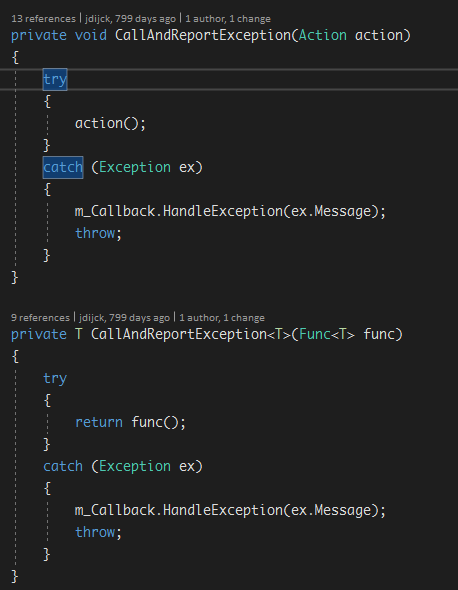 13 references | jdijck, 799 days ago | 1 author, 1 change
private void CallAndReportException(Action action)
{
    try
    {
        action();
    }
    catch (Exception ex)
    {
        m_Callback.HandleException(ex.Message);
        throw;
    }
}
9 references | jdijck, 799 days ago | 1 author, 1 change
private T CallAndReportException<T>(Func<T> func)
{
    try
    {
        return func();
    }
    catch (Exception ex)
    {
        m_Callback.HandleException(ex.Message);
        throw;
    }
}